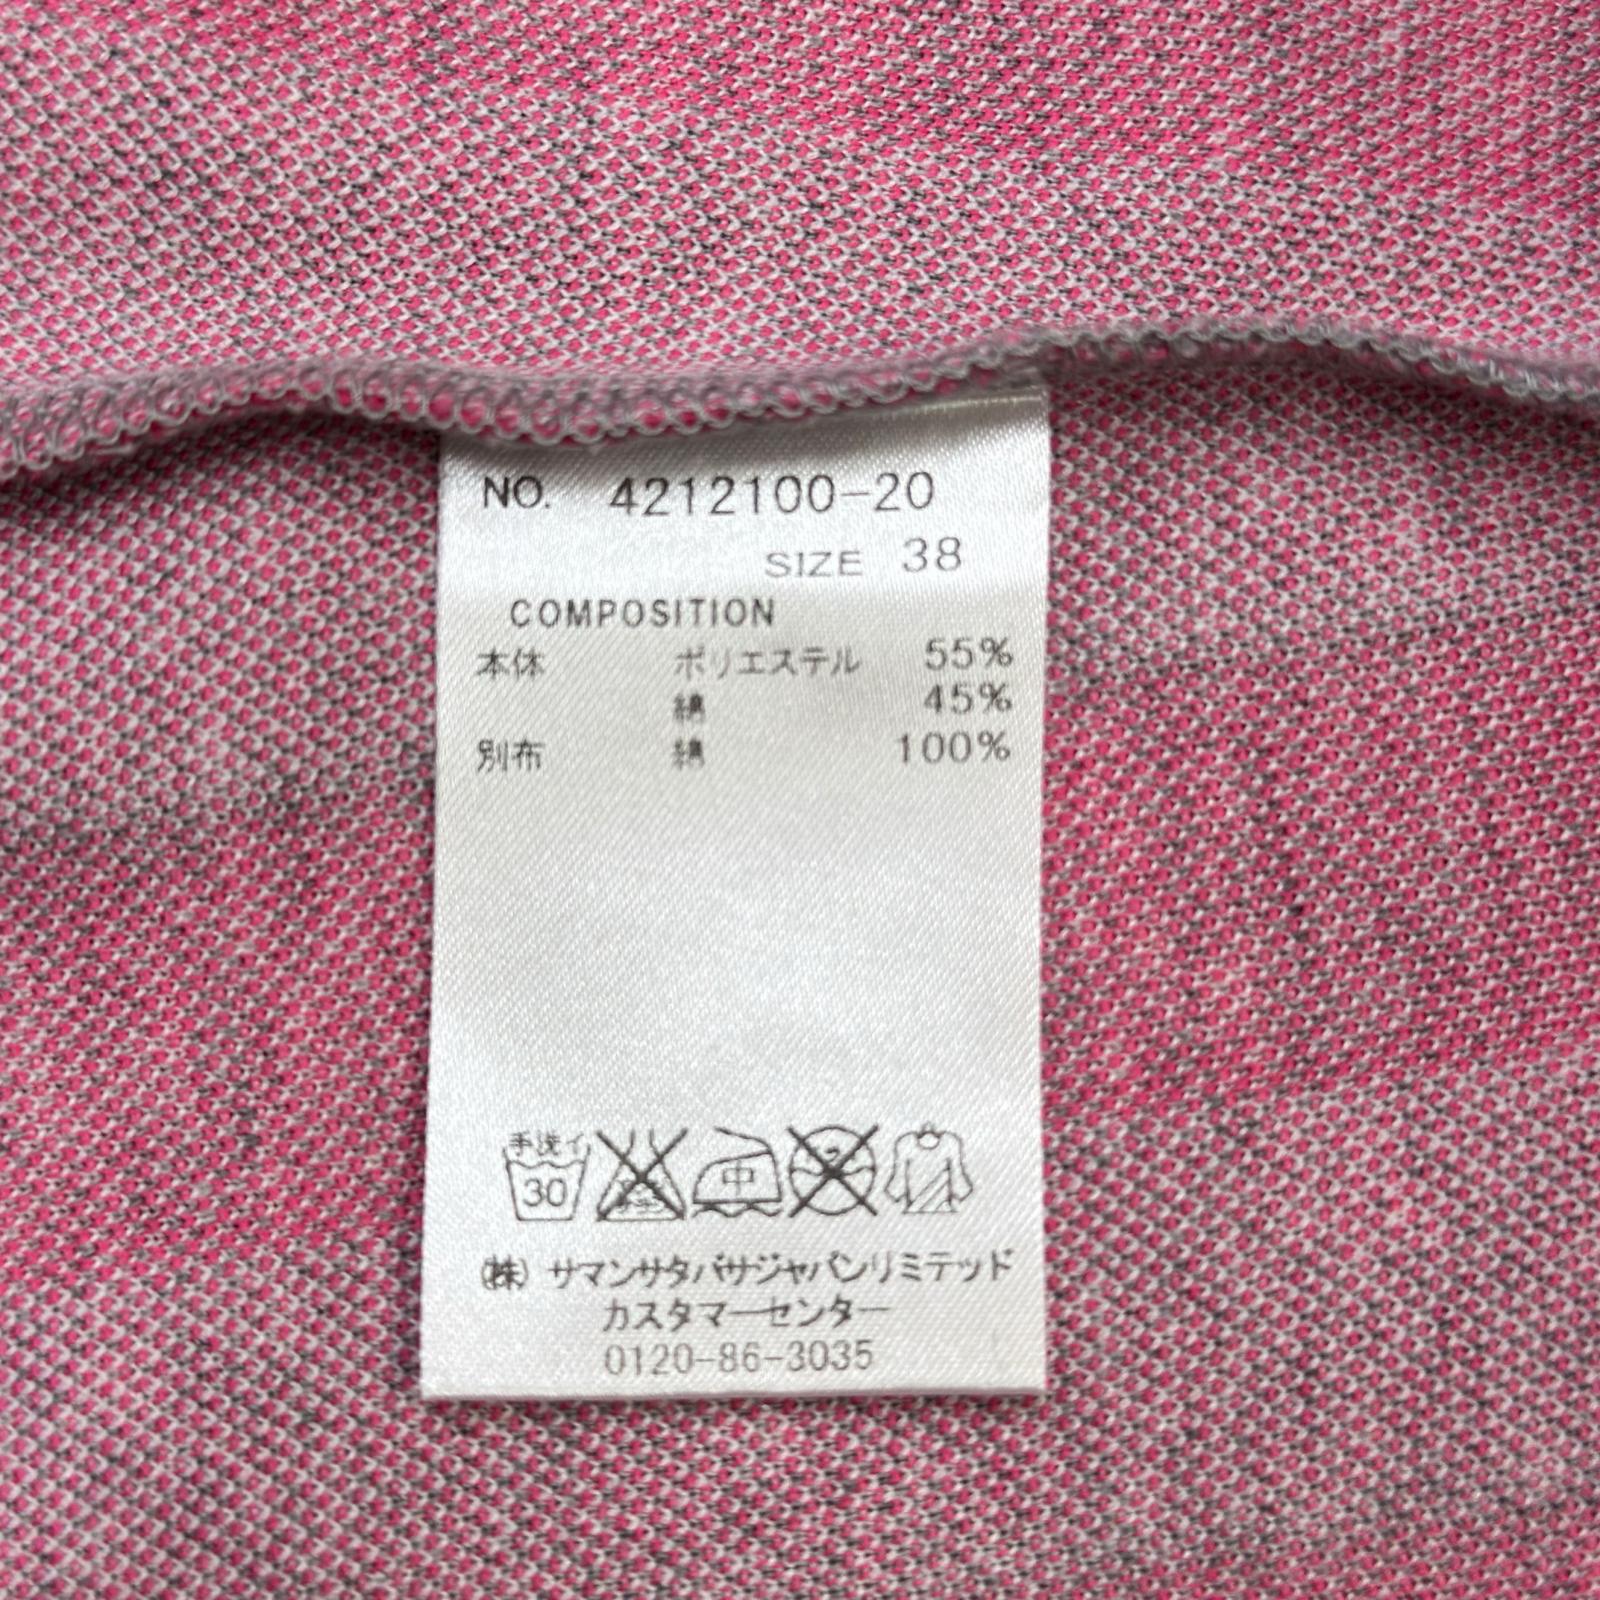 NO. 4212100-20
SIZE 38
COMPOSITION
本体 ポリエステル 55%
綿 45%
別布 綿 100%
手洗イ
30
中
(株) サマンサタバサジャパンリミテッド
カスタマーセンター
0120-86-3035